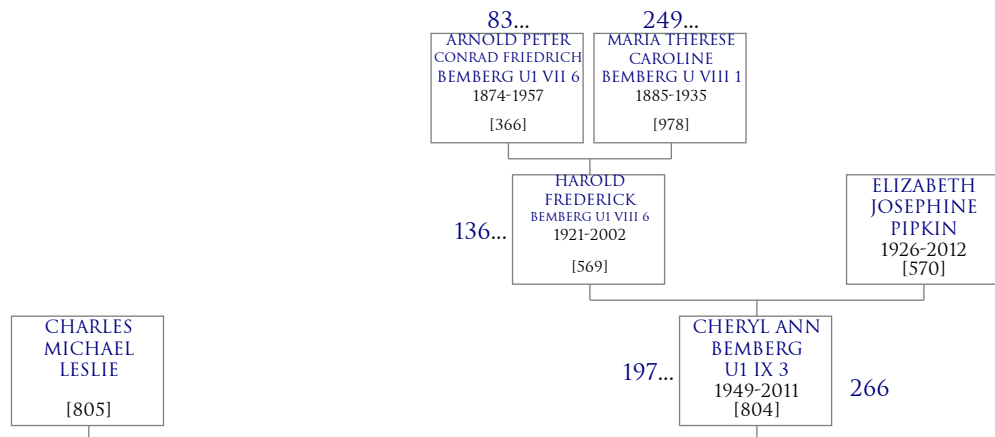 83...
249...
ARNOLD PETER
CONRAD FRIEDRICH
BEMBERG U1 VII 6
1874-1957
[366]
MARIA THERESE
CAROLINE
BEMBERG U VIII 1
1885-1935
[978]
136...
HAROLD
FREDERICK
BEMBERG U1 VIII 6
1921-2002
[569]
ELIZABETH
JOSEPHINE
PIPKIN
1926-2012
[570]
CHARLES
MICHAEL
LESLIE
[805]
197...
CHERYL ANN
BEMBERG
U1 IX 3
1949-2011
[804]
266